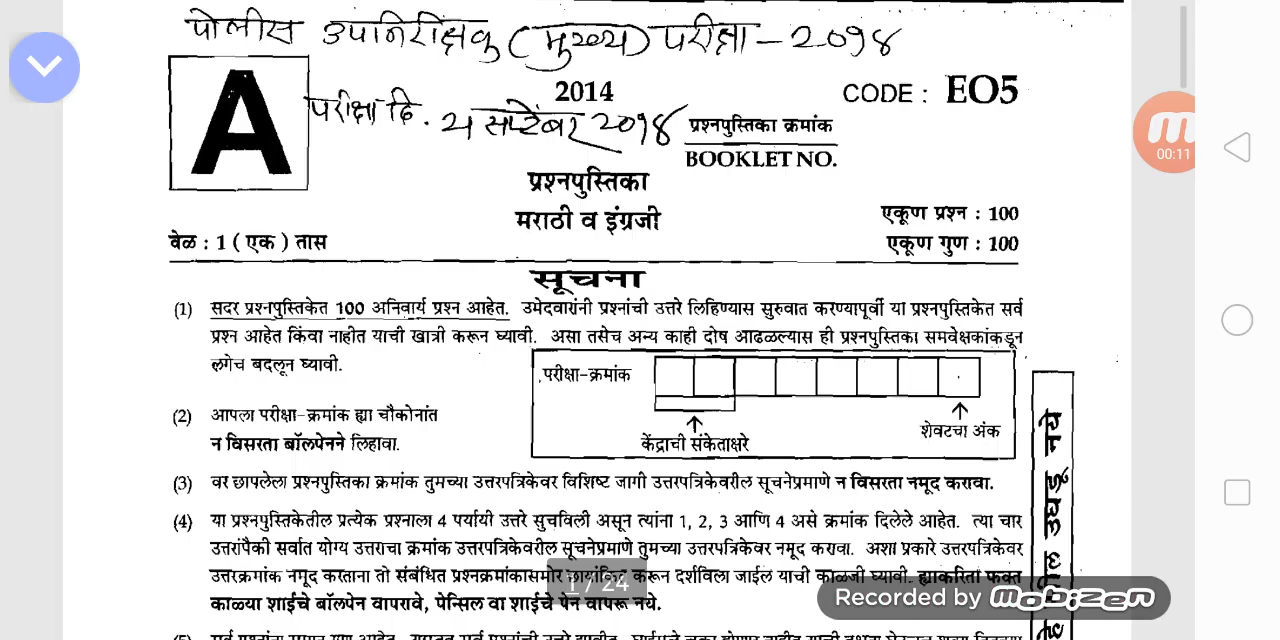 पोलीस उपनिरिक्षक (मुख्य) परीक्षा - २०१४
A
2014
CODE : EO5
परीक्षा दि. २१ सप्टेंबर २०१४
प्रश्नपुस्तिका क्रमांक
BOOKLET NO.
00:11
प्रश्नपुस्तिका
मराठी व इंग्रजी
एकूण प्रश्न : 100
वेळ : 1 ( एक ) तास
एकूण गुण : 100
सूचना
(1) सदर प्रश्नपुस्तिकेत 100 अनिवार्य प्रश्न आहेत. उमेदवारांनी प्रश्नांची उत्तरे लिहिण्यास सुरुवात करण्यापूर्वी या प्रश्नपुस्तिकेत सर्व
प्रश्न आहेत किंवा नाहीत याची खात्री करून घ्यावी. असा तसेच अन्य काही दोष आढळल्यास ही प्रश्नपुस्तिका समवेक्षकांकडून
लगेच बदलून घ्यावी.
परीक्षा-क्रमांक
(2) आपला परीक्षा-क्रमांक ह्या चौकोनांत
न विसरता बॉलपेनने लिहावा.
केंद्राची संकेताक्षरे
शेवटचा अंक
(3) वर छापलेला प्रश्नपुस्तिका क्रमांक तुमच्या उत्तरपत्रिकेवर विशिष्ट जागी उत्तरपत्रिकेवरील सूचनेप्रमाणे न विसरता नमूद करावा.
(4) या प्रश्नपुस्तिकेतील प्रत्येक प्रश्नाला 4 पर्यायी उत्तरे सुचविली असून त्यांना 1, 2, 3 आणि 4 असे क्रमांक दिलेले आहेत. त्या चार
उत्तरांपैकी सर्वात योग्य उत्तराचा क्रमांक उत्तरपत्रिकेवरील सूचनेप्रमाणे तुमच्या उत्तरपत्रिकेवर नमूद करावा. अशा प्रकारे उत्तरपत्रिकेवर
उत्तरक्रमांक नमूद करताना तो संबंधित प्रश्नक्रमांकासमोर छायांकित करून दर्शविला जाईल याची काळजी घ्यावी. ह्याकरिता फक्त
काळ्या शाईचे बॉलपेन वापरावे, पेन्सिल वा शाईचे पेन वापरू नये.
1 / 24
Recorded by mobizen
उघडू नये